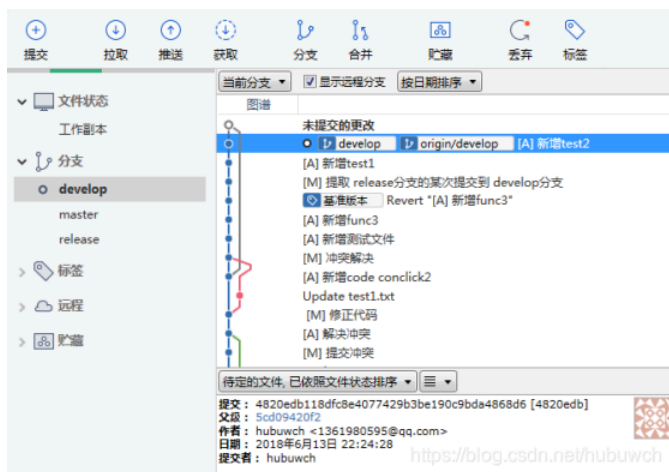 提交 拉取 推送 获取 分支 合并 贮藏 丢弃 标签
当前分支 显示远程分支 按日期排序
图谱
文件状态
工作副本
分支
develop
master
release
标签
远程
贮藏
未提交的更改
develop origin/develop [A] 新增test2
[A] 新增test1
[M] 提取 release分支的某次提交到 develop分支
基准版本 Revert "[A] 新增func3"
[A] 新增func3
[A] 新增测试文件
[M] 冲突解决
[A] 新增code conclick2
Update test1.txt
[M] 修正代码
[A] 解决冲突
[M] 提交冲突
待定的文件, 已依照文件状态排序
提交： 4820edb118dfc8e4077429b3be190c9bda4868d6 [4820edb]
父级： 5cd09420f2
作者： hubuwch <1361980595@qq.com>
日期： 2018年6月13日 22:24:28
提交者： hubuwch
https://blog.csdn.net/hubuwch